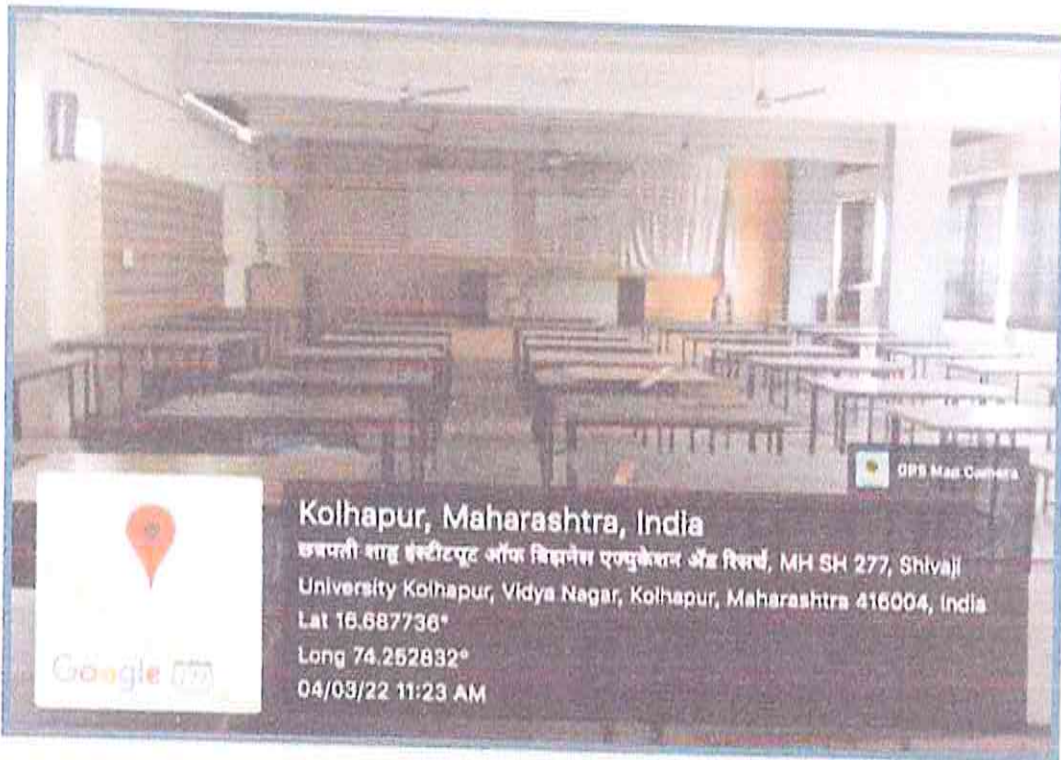 GPS Map Camera
Kolhapur, Maharashtra, India
छत्रपती शाहू इंस्टीटयूट ऑफ बिझनेस एज्युकेशन अँड रिसर्च, MH SH 277, Shivaji
University Kolhapur, Vidya Nagar, Kolhapur, Maharashtra 416004, India
Lat 16.687736°
Long 74.252832°
04/03/22 11:23 AM
Google